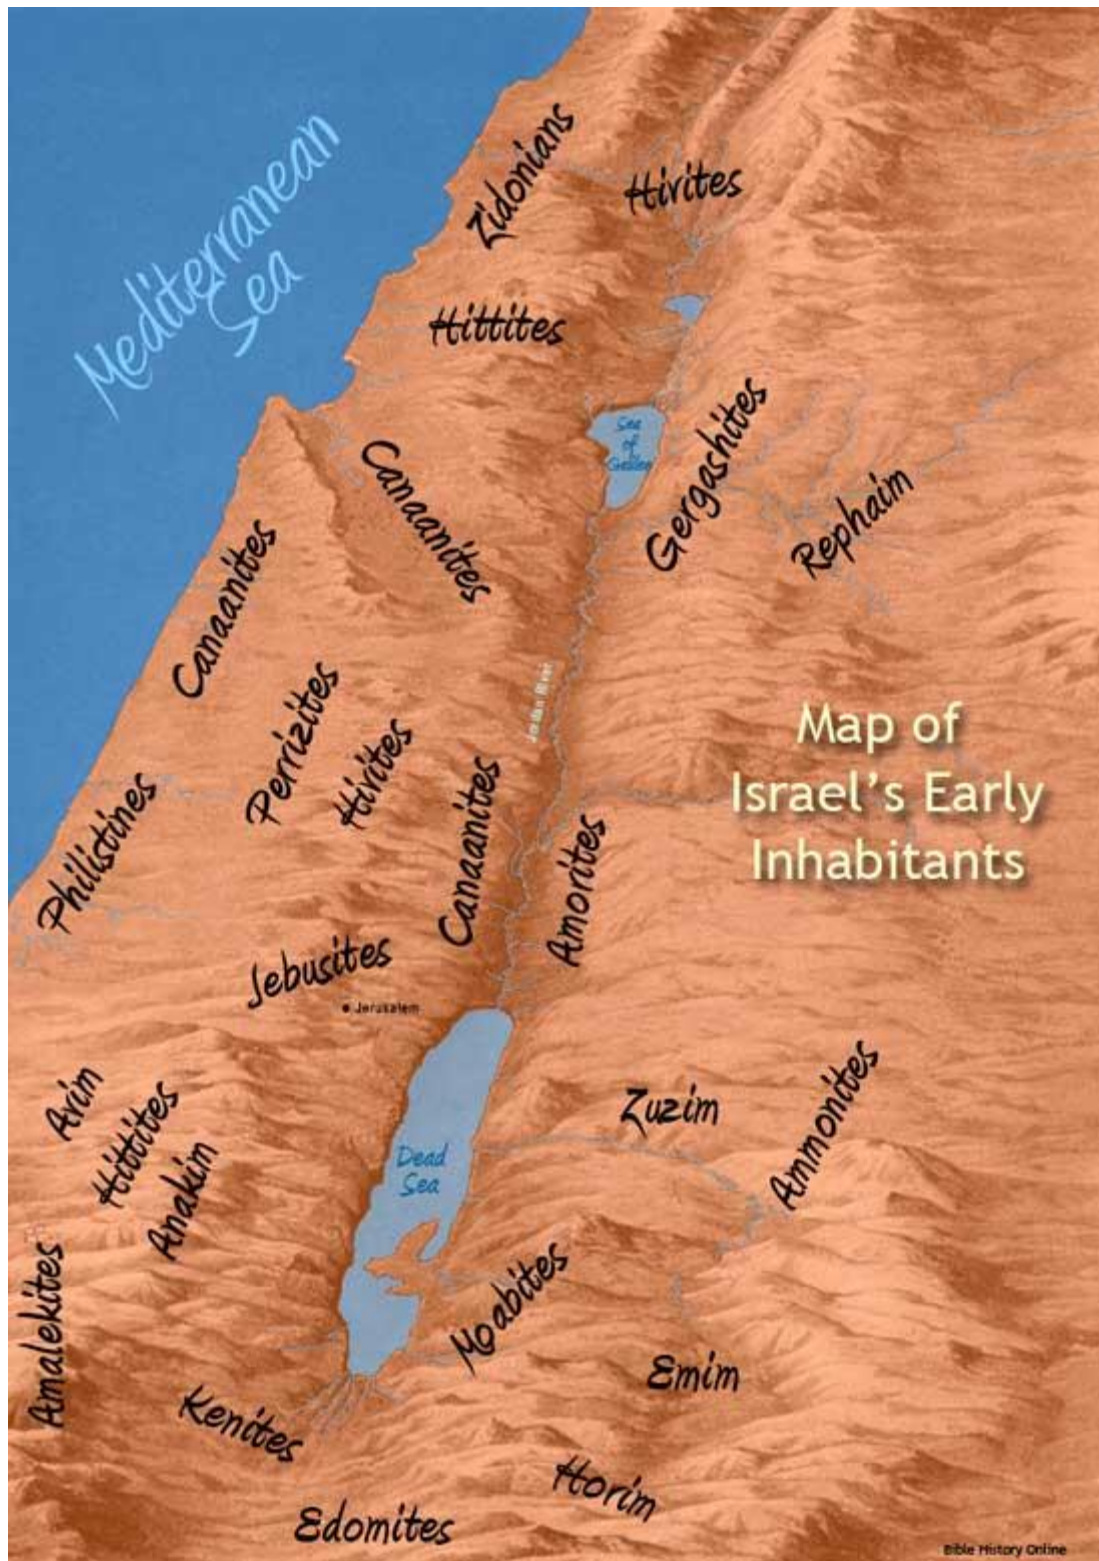 Zidonians
Hivites
Mediterranean
Sea
Hittites
Sea
of
Galilee
Canaanites
Gergashites
Rephaim
Canaanites
Jordan River
Perrizites
Hivites
Map of
Israel's Early
Inhabitants
Philistines
Canaanites
Amorites
Jebusites
Jerusalem
Avim
Hittites
Anakim
Zuzim
Ammonites
Dead
Sea
Amalekites
Moabites
Emim
Kenites
Horim
Edomites
Bible History Online